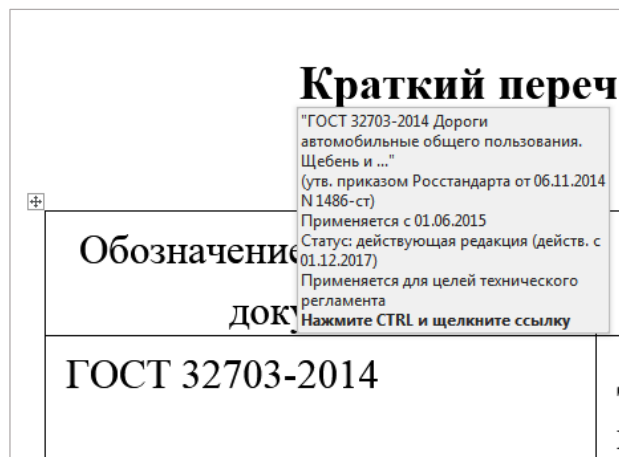 Краткий переч
"ГОСТ 32703-2014 Дороги
автомобильные общего пользования.
Щебень и ..."
(утв. приказом Росстандарта от 06.11.2014
N 1486-ст)
Применяется с 01.06.2015
Статус: действующая редакция (действ. с
01.12.2017)
Применяется для целей технического
регламента
Нажмите CTRL и щелкните ссылку
Обозначение
док
ГОСТ 32703-2014